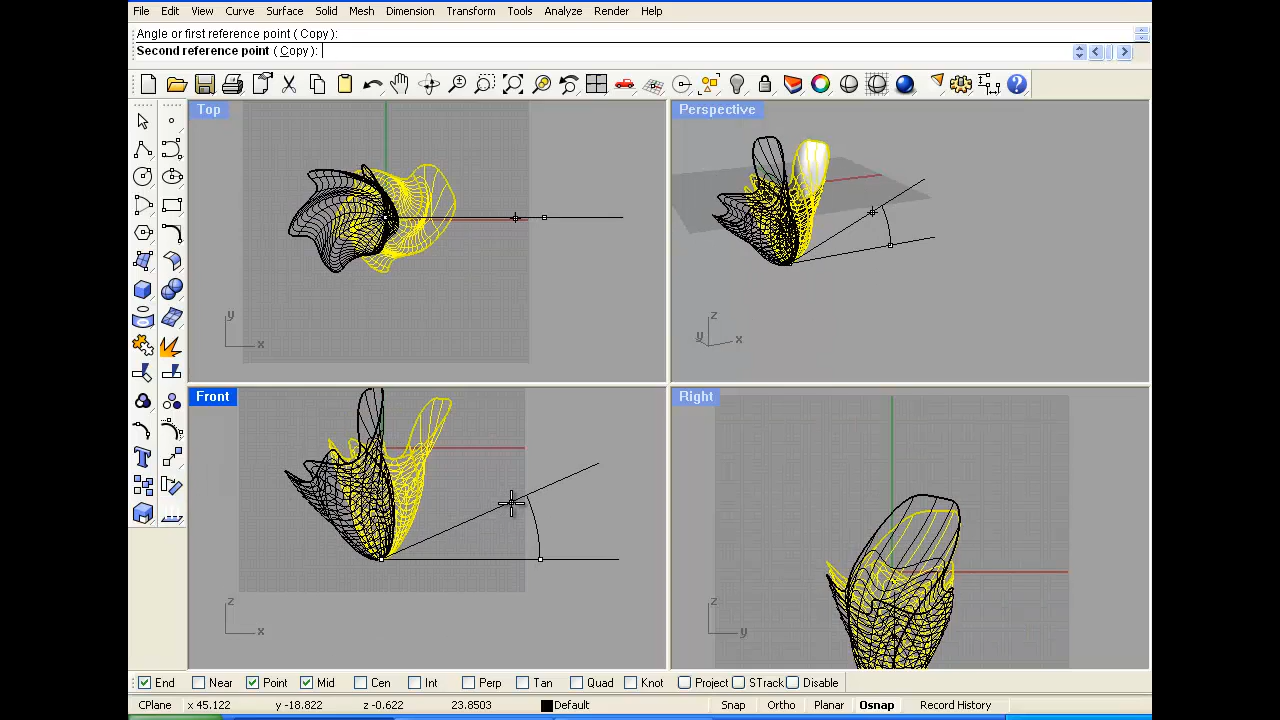 File Edit View Curve Surface Solid Mesh Dimension Transform Tools Analyze Render Help
Angle or first reference point ( Copy ):
Second reference point ( Copy ):
Top
Perspective
y
x
z
y
x
Front
Right
z
x
z
y
End Near Point Mid Cen Int Perp Tan Quad Knot Project STrack Disable
CPlane x 45.122 y -18.822 z -0.622 23.8503 Default Snap Ortho Planar Osnap Record History